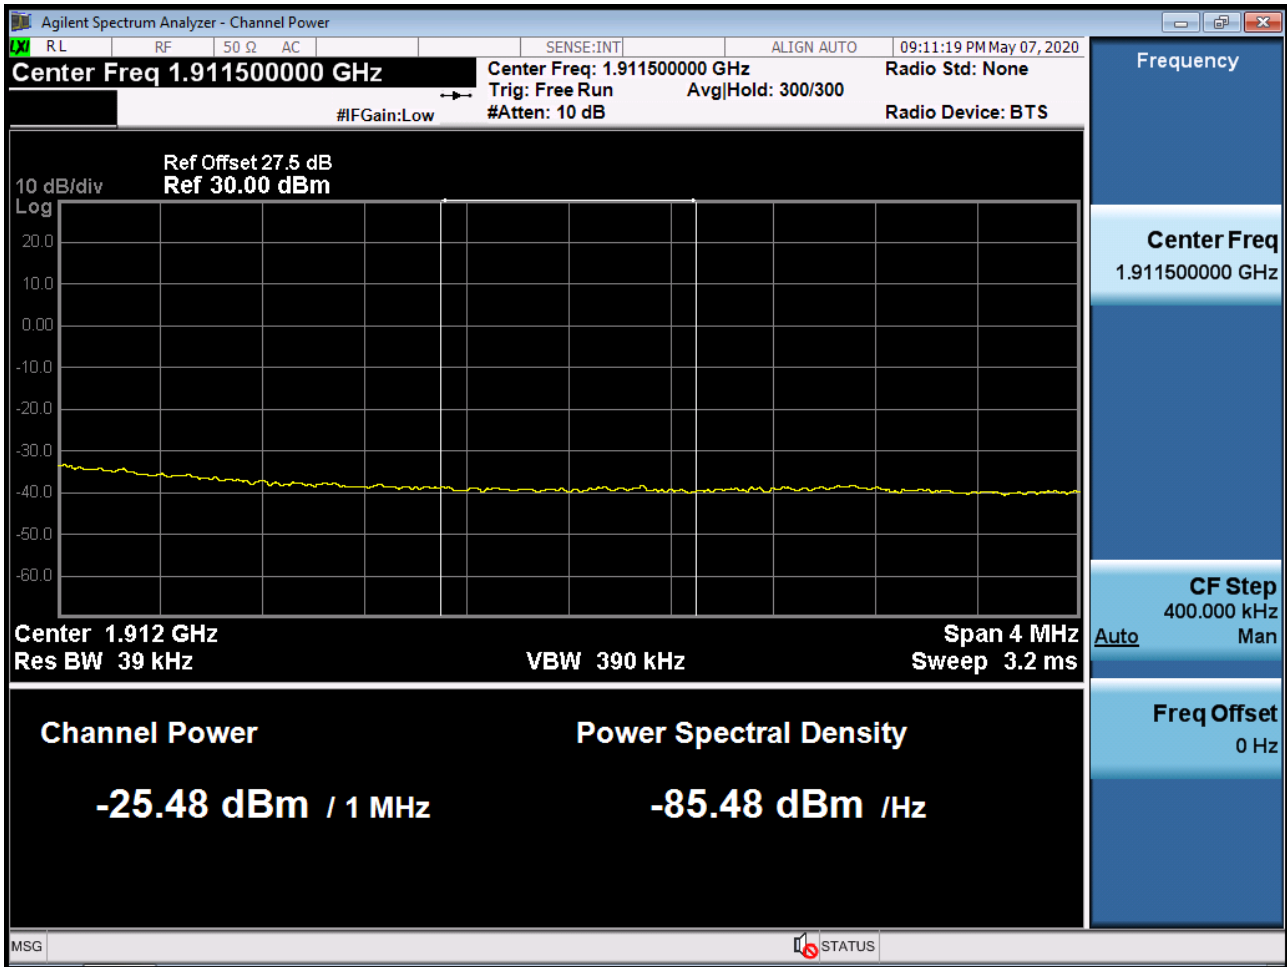 Agilent Spectrum Analyzer - Channel Power
LXI RL RF 50 Ω AC SENSE:INT ALIGN AUTO 09:11:19 PM May 07, 2020
Center Freq 1.911500000 GHz
#IFGain:Low
Center Freq: 1.911500000 GHz
Trig: Free Run Avg|Hold: 300/300
#Atten: 10 dB
Radio Std: None
Radio Device: BTS
Ref Offset 27.5 dB
10 dB/div Ref 30.00 dBm
Log
20.0
10.0
0.00
-10.0
-20.0
-30.0
-40.0
-50.0
-60.0
Center 1.912 GHz Span 4 MHz
Res BW 39 kHz VBW 390 kHz Sweep 3.2 ms
Channel Power Power Spectral Density
-25.48 dBm / 1 MHz -85.48 dBm /Hz
Frequency
Center Freq
1.911500000 GHz
CF Step
400.000 kHz
Auto Man
Freq Offset
0 Hz
MSG STATUS